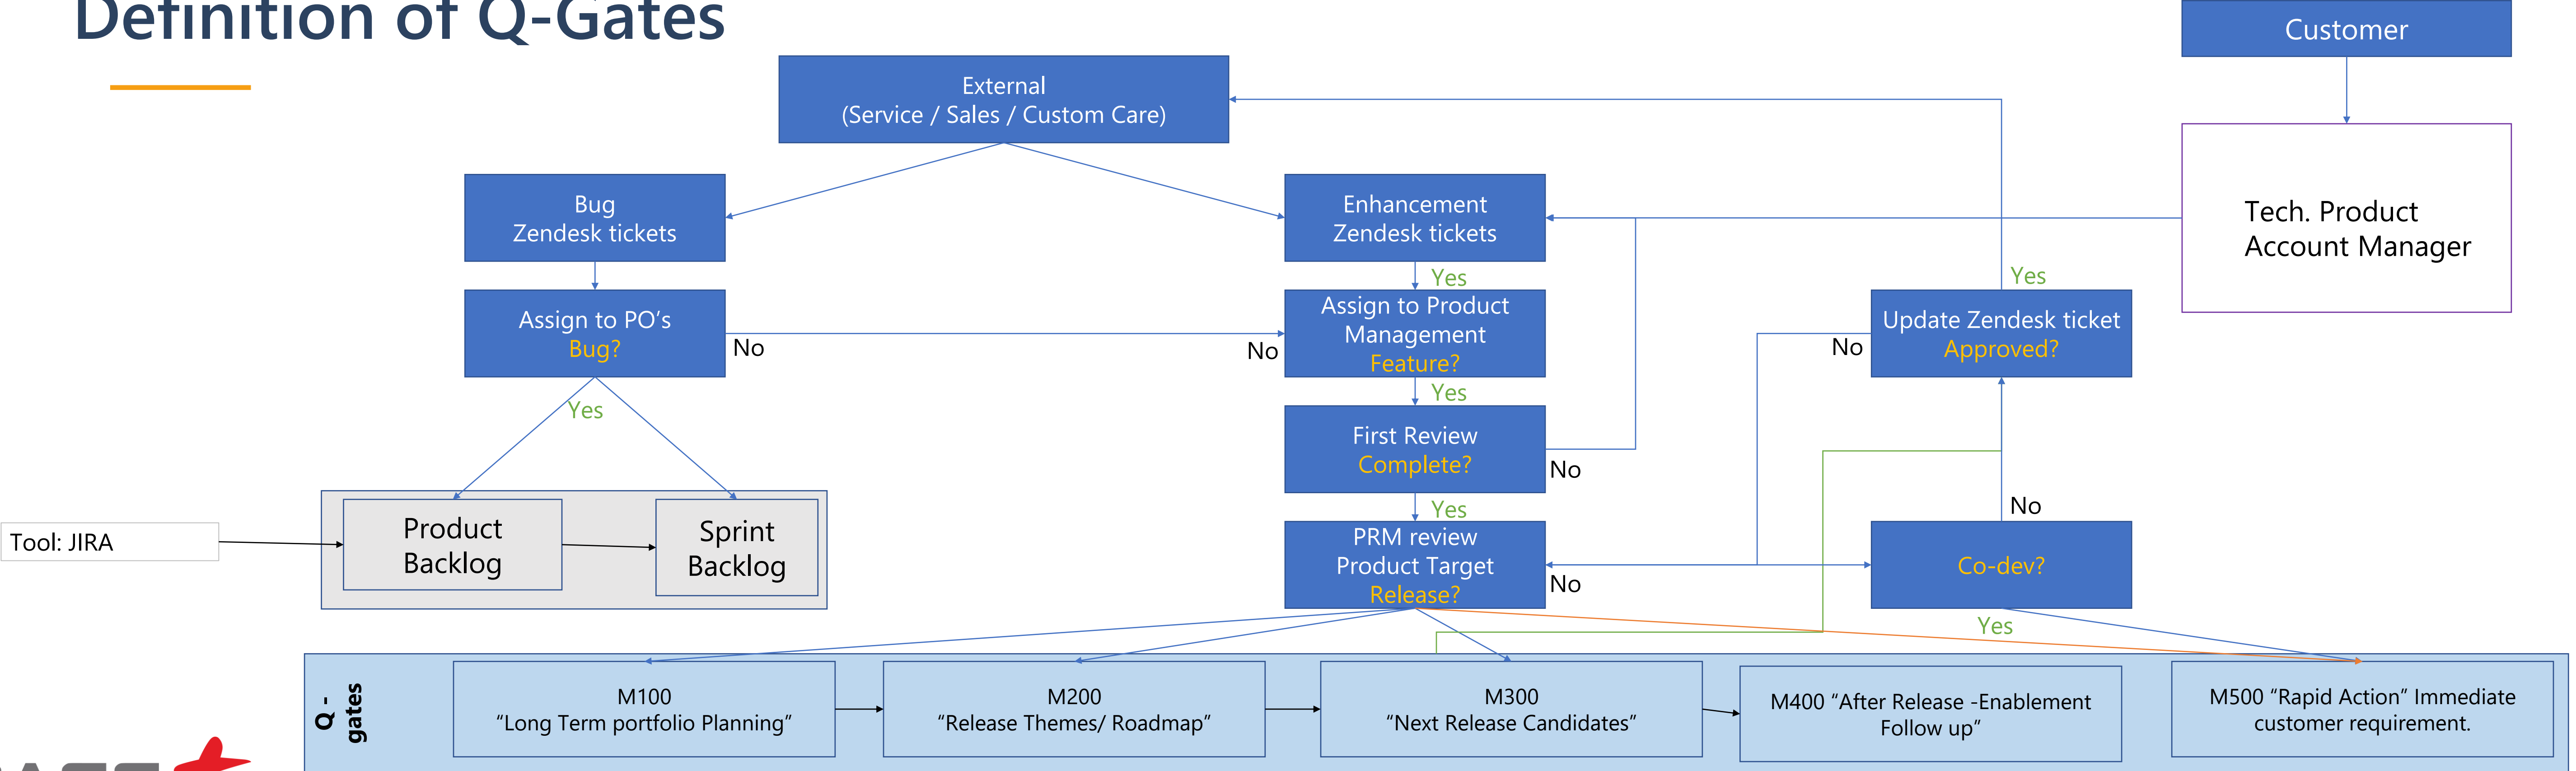 Definition of Q-Gates
Customer
External
(Service / Sales / Custom Care)
Bug
Zendesk tickets
Enhancement
Zendesk tickets
Tech. Product
Account Manager
Yes
Yes
Assign to PO’s
Bug?
No
No
Assign to Product
Management
Feature?
Update Zendesk ticket
Approved?
No
Yes
Yes
First Review
Complete?
No
Yes
No
Product
Backlog
Sprint
Backlog
Tool: JIRA
PRM review
Product Target
Release?
No
Co-dev?
Yes
Q -
gates
M100
“Long Term portfolio Planning”
M200
“Release Themes/ Roadmap”
M300
“Next Release Candidates”
M400 “After Release -Enablement
Follow up”
M500 “Rapid Action” Immediate
customer requirement.